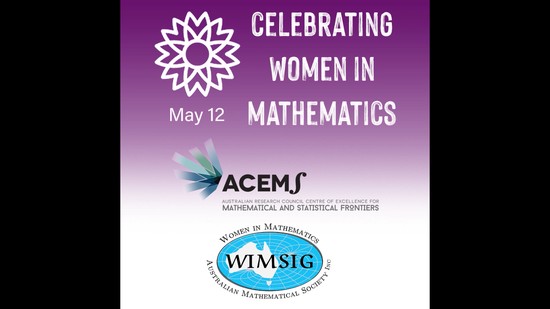 CELEBRATING
WOMEN IN
MATHEMATICS
May 12
ACEMS
AUSTRALIAN RESEARCH COUNCIL CENTRE OF EXCELLENCE FOR
MATHEMATICAL AND STATISTICAL FRONTIERS
WOMEN IN MATHEMATICS
WIMSIG
AUSTRALIAN MATHEMATICAL SOCIETY INC